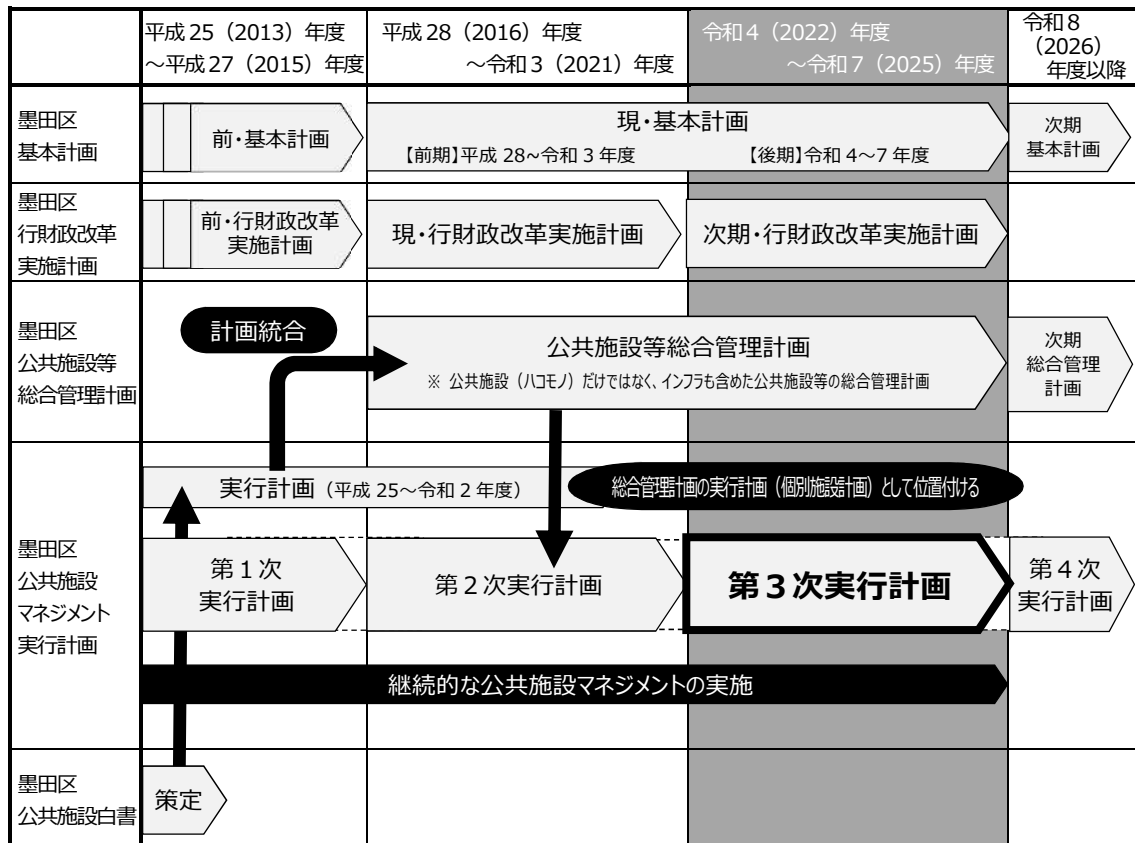 平成25（2013）年度
～平成27（2015）年度
平成28（2016）年度
～令和3（2021）年度
令和4（2022）年度
～令和7（2025）年度
令和8
（2026）
年度以降
墨田区
基本計画
前・基本計画
現・基本計画
【前期】平成28～令和3年度
【後期】令和4～7年度
次期
基本計画
墨田区
行財政改革
実施計画
前・行財政改革
実施計画
現・行財政改革実施計画
次期・行財政改革実施計画
墨田区
公共施設等
総合管理計画
計画統合
公共施設等総合管理計画
※ 公共施設（ハコモノ）だけではなく、インフラも含めた公共施設等の総合管理計画
次期
総合管理
計画
墨田区
公共施設
マネジメント
実行計画
実行計画（平成25～令和2年度）
総合管理計画の実行計画（個別施設計画）として位置付ける
第1次
実行計画
第2次実行計画
第3次実行計画
第4次
実行計画
継続的な公共施設マネジメントの実施
墨田区
公共施設白書
策定